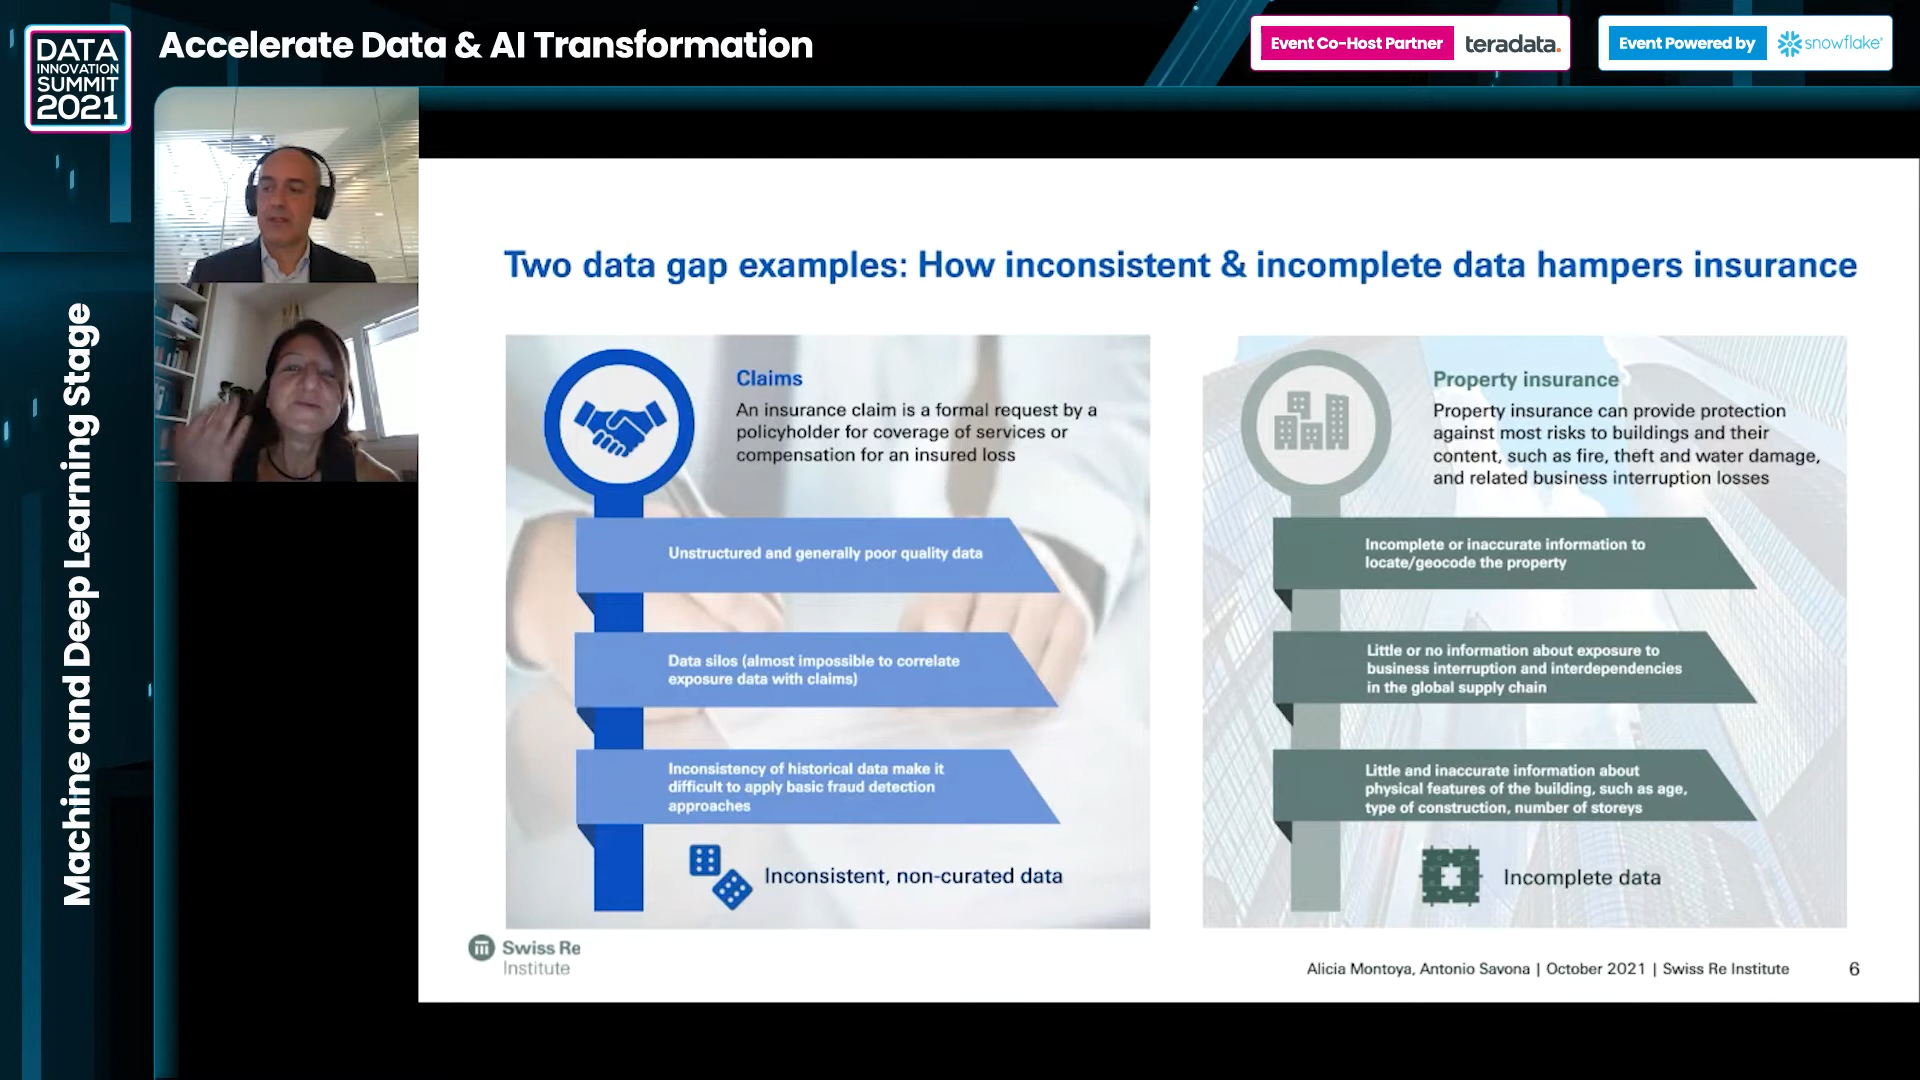 DATA
INNOVATION
SUMMIT
2021
Accelerate Data & AI Transformation
Event Co-Host Partner
teradata.
Event Powered by
snowflake®
Machine and Deep Learning Stage
Two data gap examples: How inconsistent & incomplete data hampers insurance
Claims
An insurance claim is a formal request by a
policyholder for coverage of services or
compensation for an insured loss
Unstructured and generally poor quality data
Data silos (almost impossible to correlate
exposure data with claims)
Inconsistency of historical data make it
difficult to apply basic fraud detection
approaches
Inconsistent, non-curated data
Property insurance
Property insurance can provide protection
against most risks to buildings and their
content, such as fire, theft and water damage,
and related business interruption losses
Incomplete or inaccurate information to
locate/geocode the property
Little or no information about exposure to
business interruption and interdependencies
in the global supply chain
Little and inaccurate information about
physical features of the building, such as age,
type of construction, number of storeys
Incomplete data
Swiss Re
Institute
Alicia Montoya, Antonio Savona | October 2021 | Swiss Re Institute
6